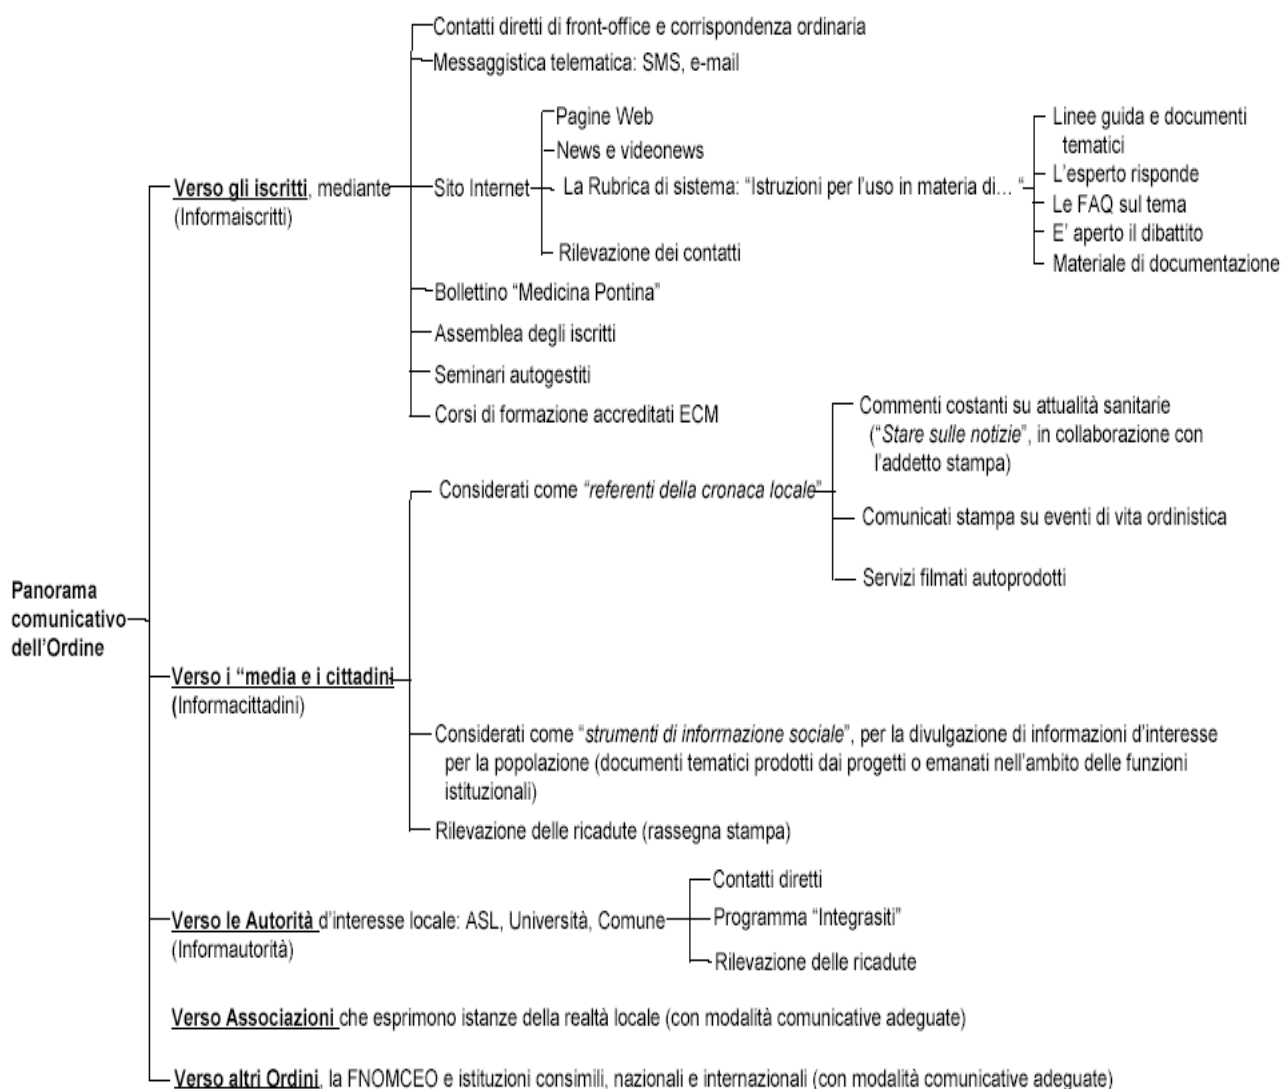 Panorama
comunicativo
dell'Ordine
Verso gli iscritti, mediante
(Informaiscritti)
Contatti diretti di front-office e corrispondenza ordinaria
Messaggistica telematica: SMS, e-mail
Sito Internet
Pagine Web
News e videonews
La Rubrica di sistema: “Istruzioni per l'uso in materia di... “
Linee guida e documenti
tematici
L'esperto risponde
Le FAQ sul tema
E' aperto il dibattito
Materiale di documentazione
Rilevazione dei contatti
Bollettino “Medicina Pontina”
Assemblea degli iscritti
Seminari autogestiti
Corsi di formazione accreditati ECM
Verso i “media e i cittadini
(Informacittadini)
Considerati come “referenti della cronaca locale”
Commenti costanti su attualità sanitarie
(“Stare sulle notizie”, in collaborazione con
l'addetto stampa)
Comunicati stampa su eventi di vita ordinistica
Servizi filmati autoprodotti
Considerati come “strumenti di informazione sociale”, per la divulgazione di informazioni d'interesse
per la popolazione (documenti tematici prodotti dai progetti o emanati nell'ambito delle funzioni
istituzionali)
Rilevazione delle ricadute (rassegna stampa)
Verso le Autorità d'interesse locale: ASL, Università, Comune
(Informautorità)
Contatti diretti
Programma “Integrasiti”
Rilevazione delle ricadute
Verso Associazioni che esprimono istanze della realtà locale (con modalità comunicative adeguate)
Verso altri Ordini, la FNOMCEO e istituzioni consimili, nazionali e internazionali (con modalità comunicative adeguate)